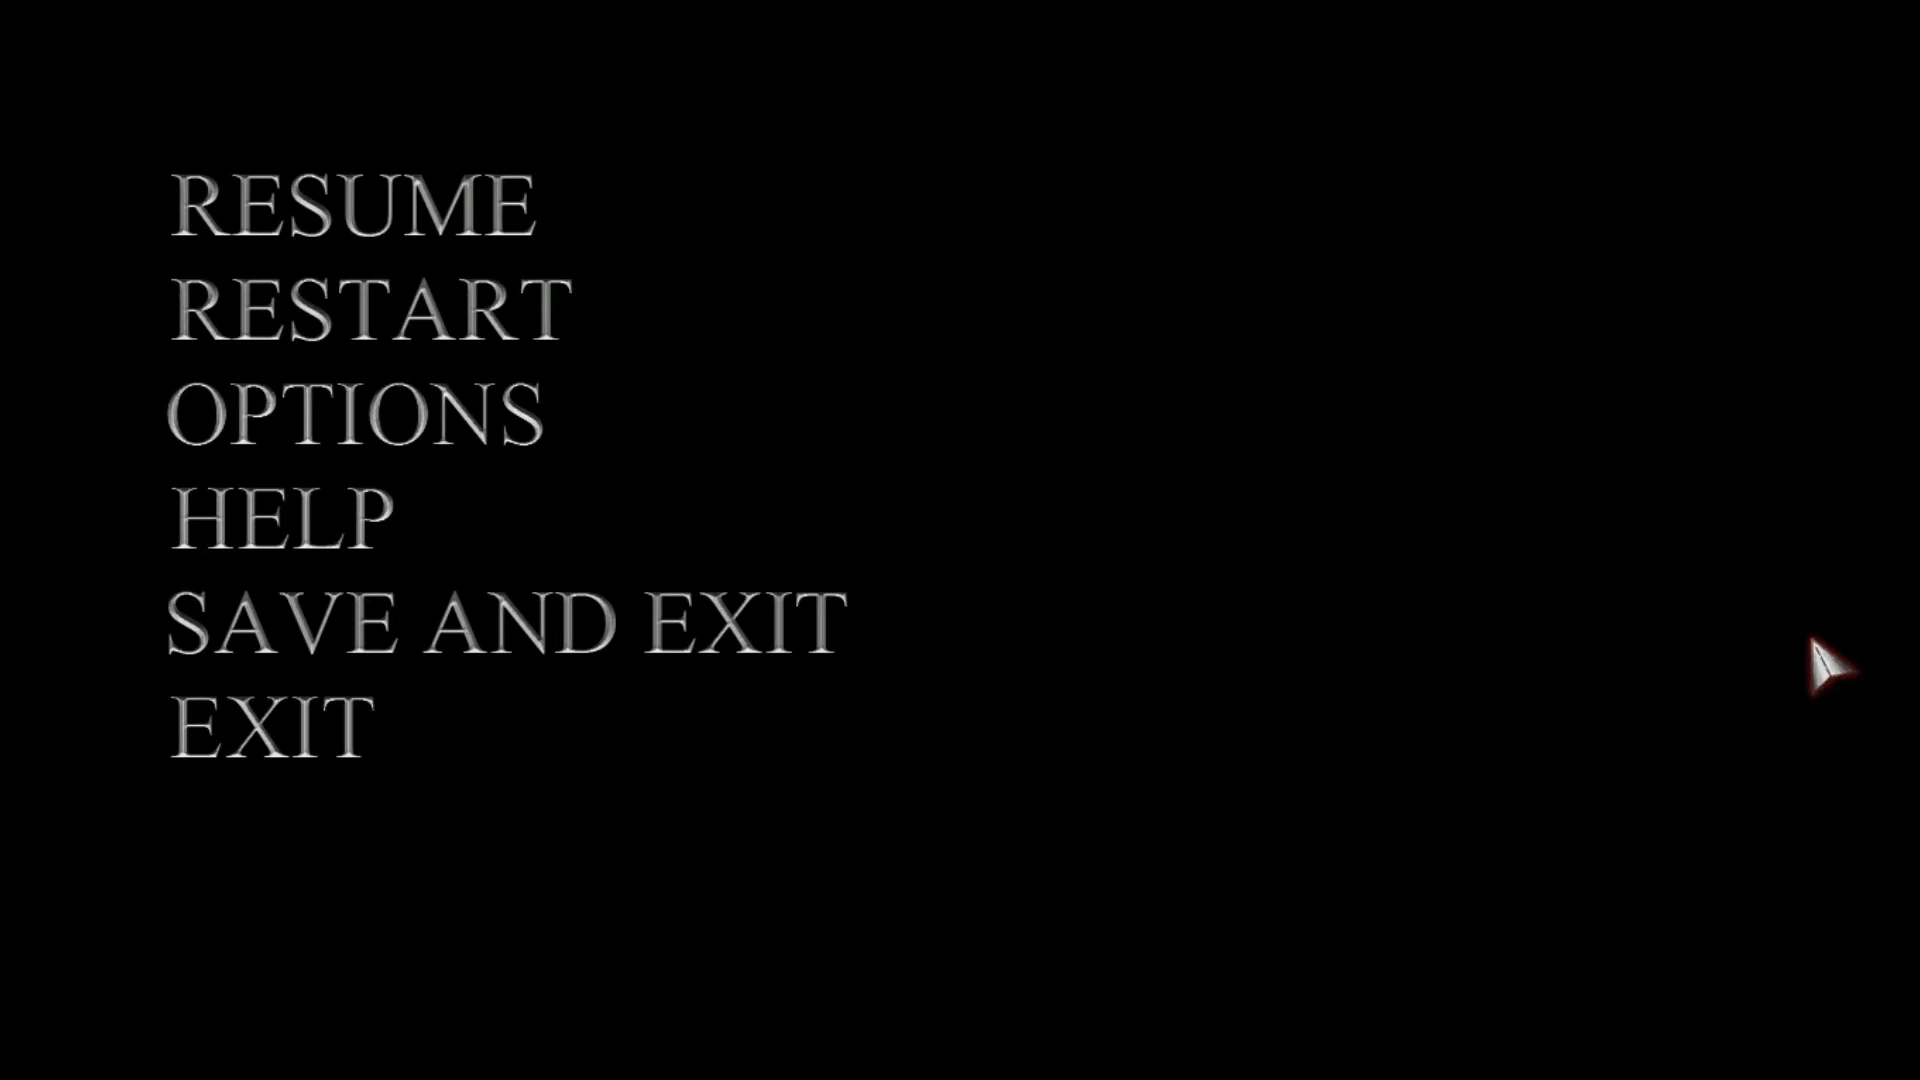 RESUME
RESTART
OPTIONS
HELP
SAVE AND EXIT
EXIT